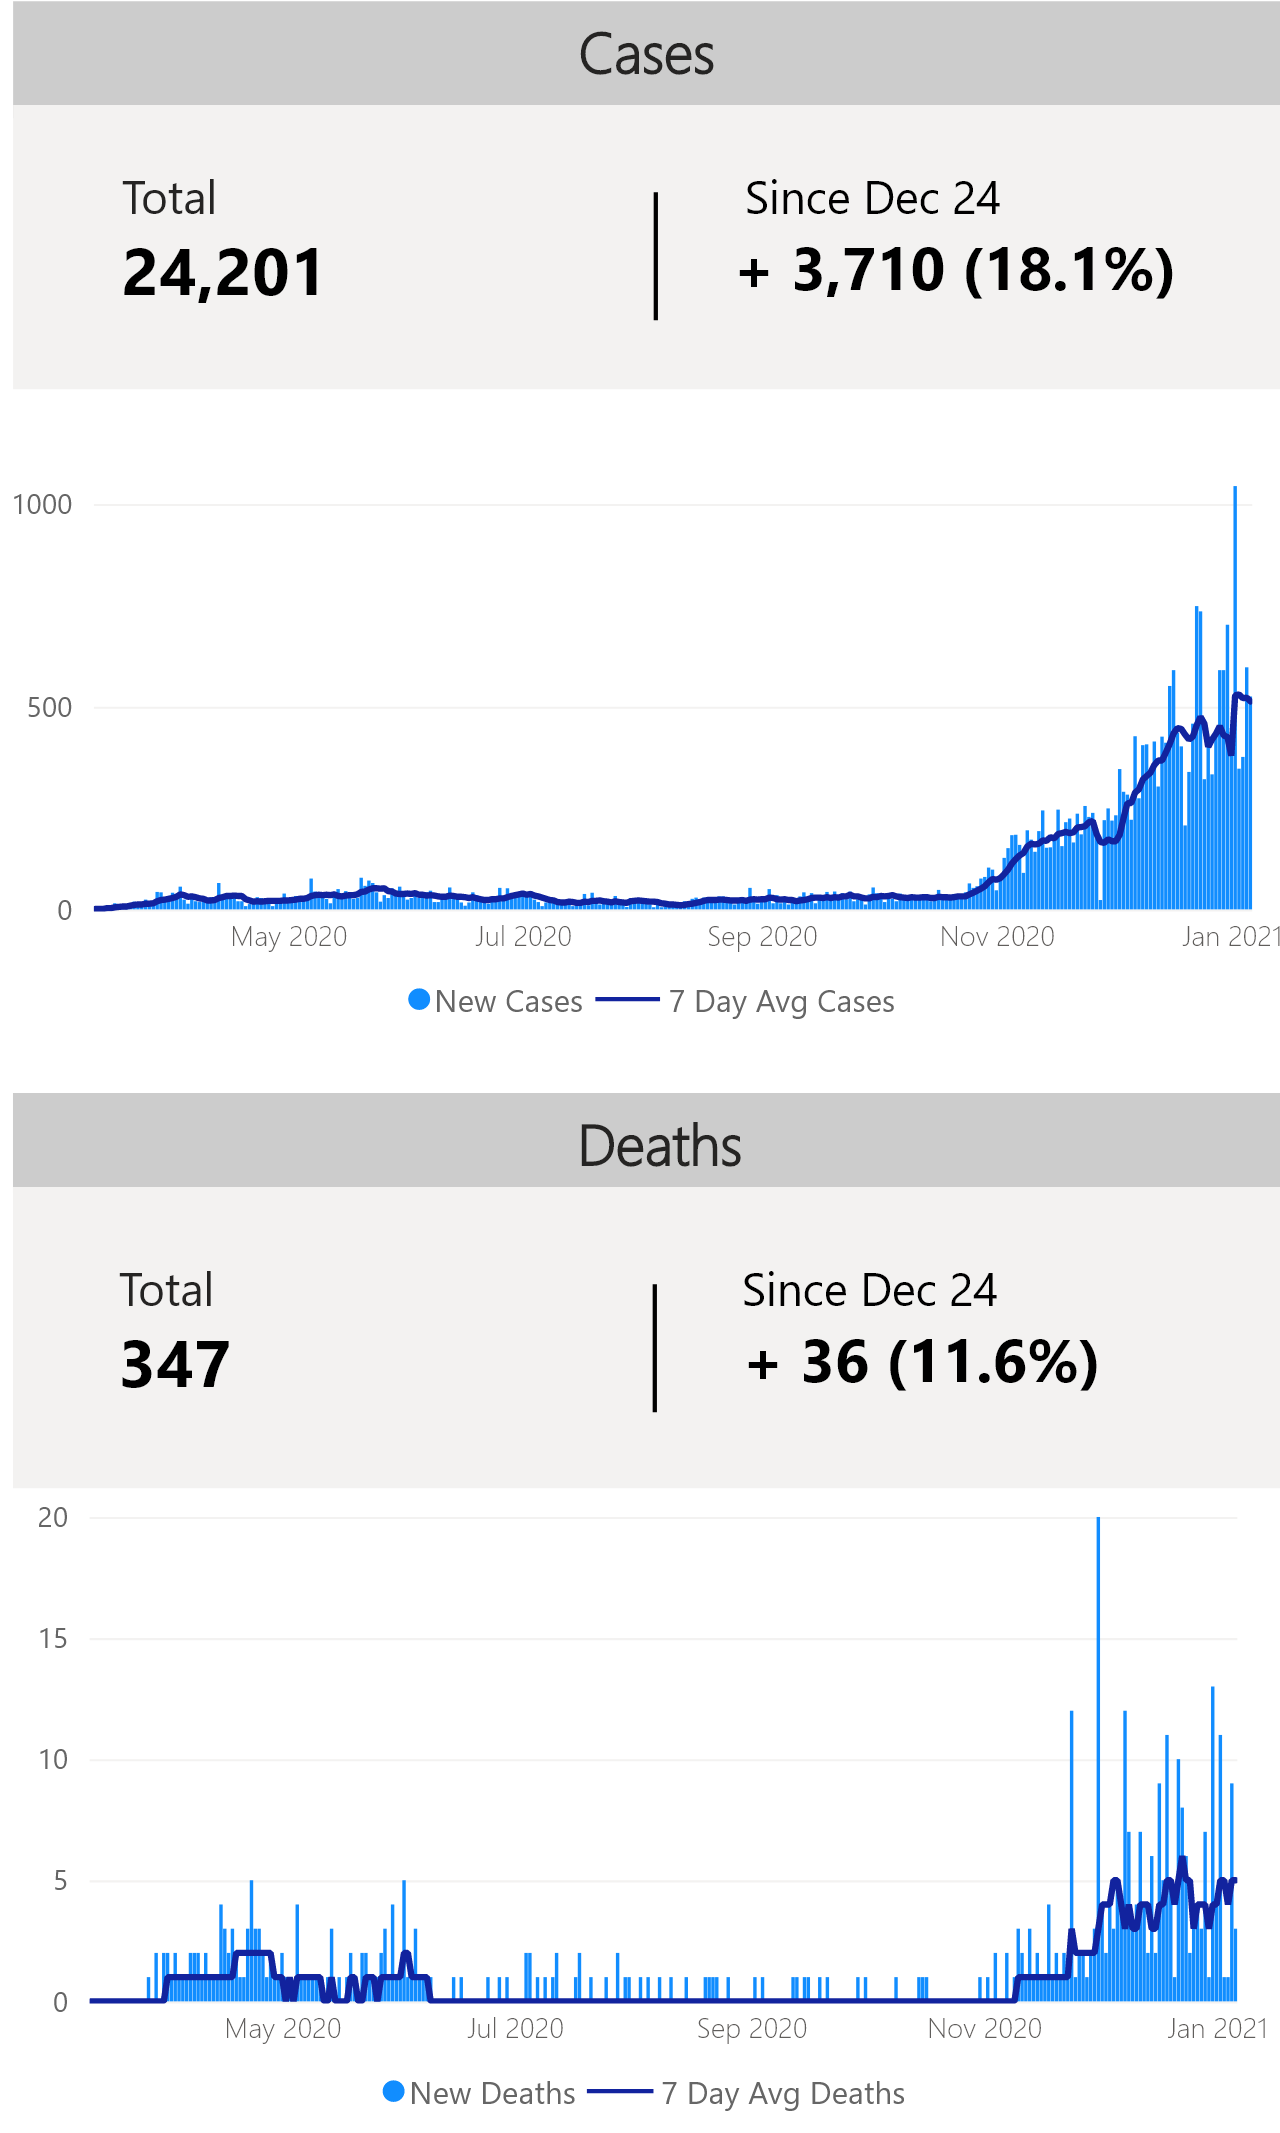 Cases
Total
Since Dec 24
24,201
+ 3,710 (18.1%)
1000
500
0
May 2020
Jul 2020
Sep 2020
Nov 2020
Jan 2021
New Cases
7 Day Avg Cases
Deaths
Total
Since Dec 24
347
+ 36 (11.6%)
20
15
10
5
0
May 2020
Jul 2020
Sep 2020
Nov 2020
Jan 2021
New Deaths
7 Day Avg Deaths